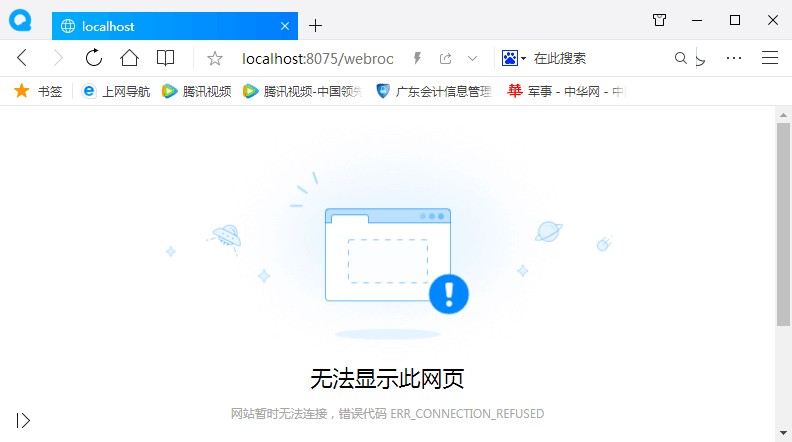 localhost
localhost:8075/webroo
在此搜索
书签
上网导航
腾讯视频
腾讯视频-中国领先
广东会计信息管理
華 军事 - 中华网 - 中
无法显示此网页
网站暂时无法连接，错误代码 ERR_CONNECTION_REFUSED